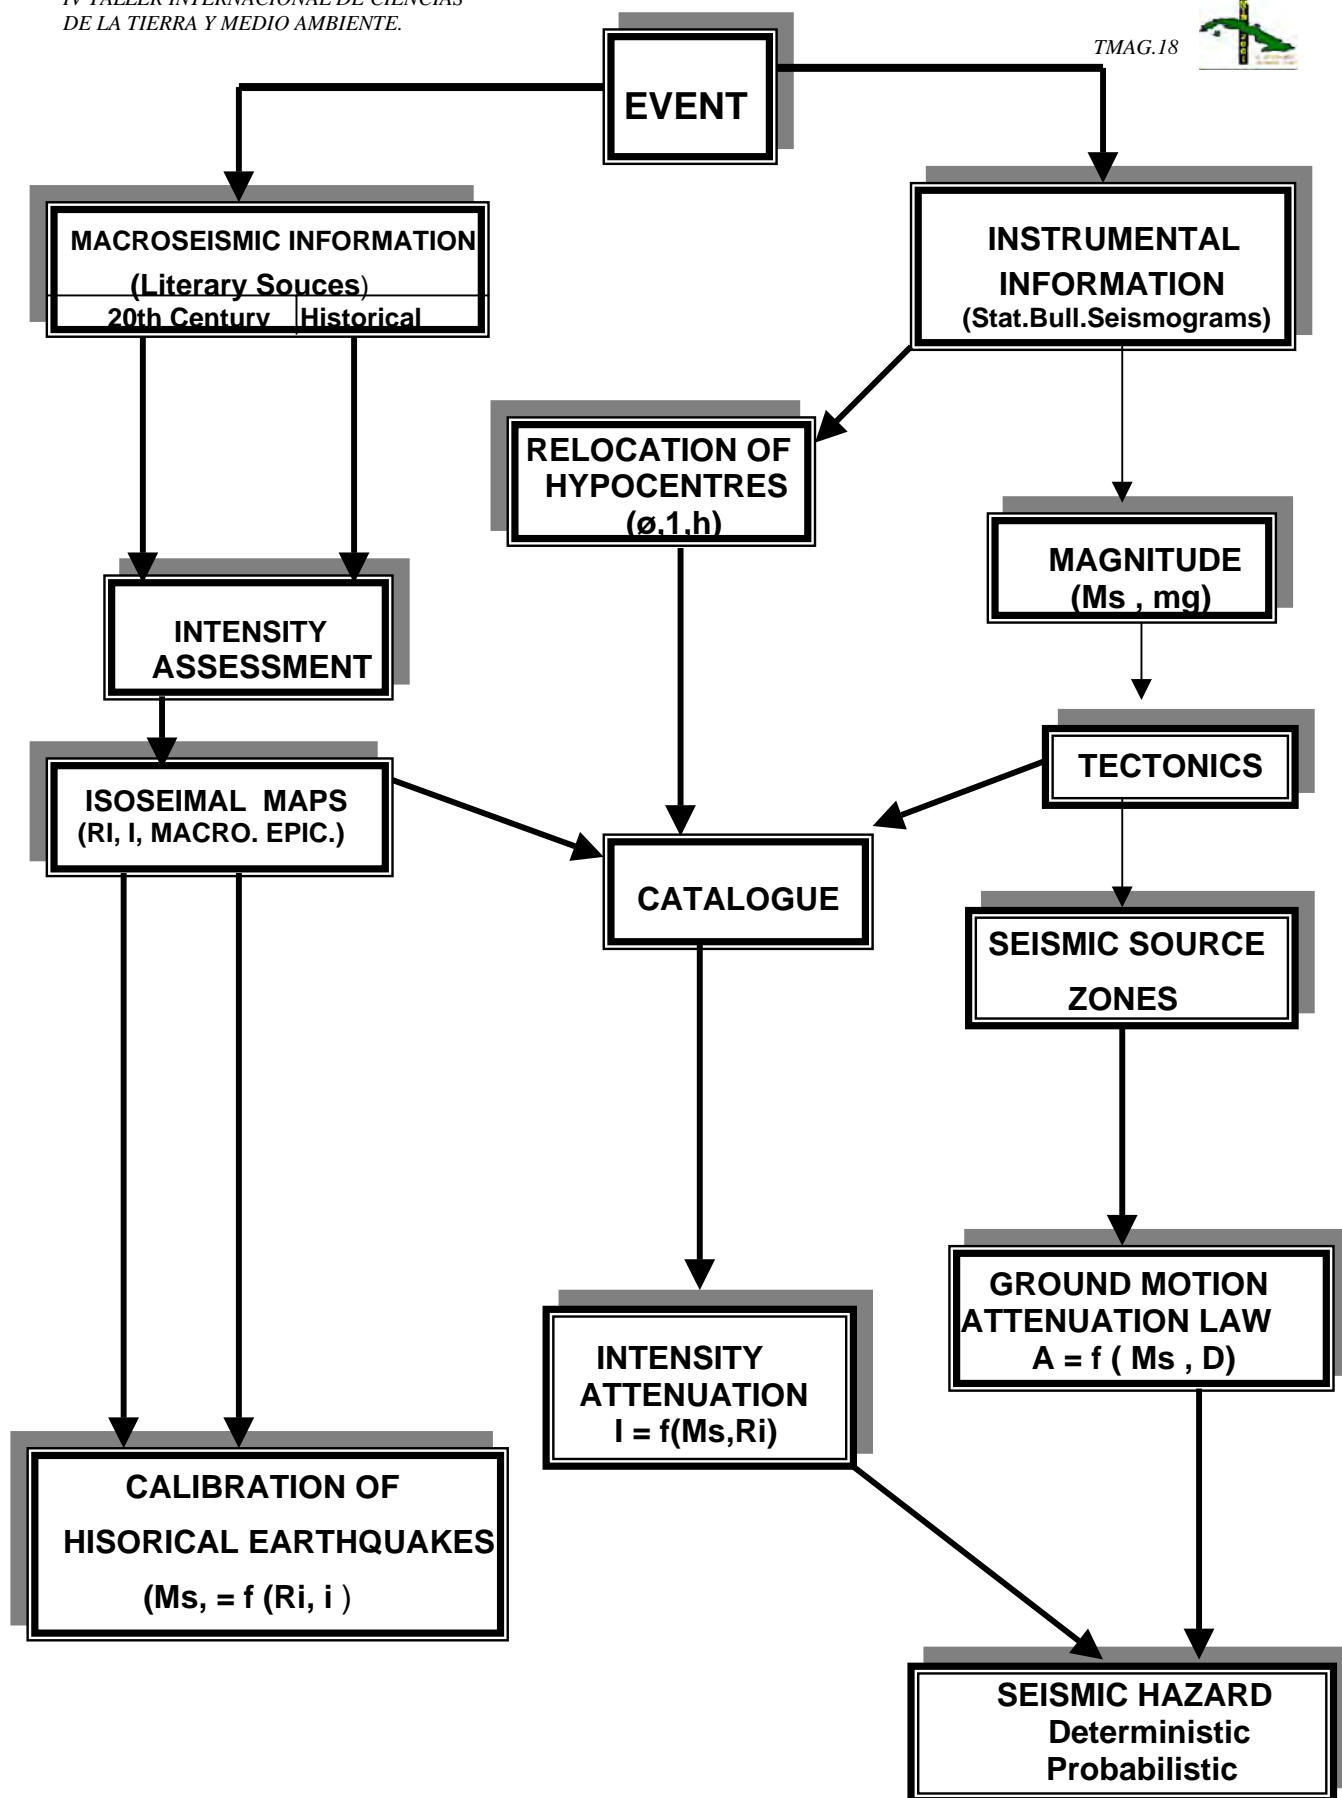 IV TALLER INTERNACIONAL DE CIENCIAS
DE LA TIERRA Y MEDIO AMBIENTE.
TMAG.18
EVENT
MACROSEISMIC INFORMATION
(Literary Souces)
20th Century Historical
INSTRUMENTAL
INFORMATION
(Stat.Bull.Seismograms)
RELOCATION OF
HYPOCENTRES
(ø,1,h)
MAGNITUDE
(Ms , mg)
INTENSITY
ASSESSMENT
TECTONICS
ISOSEIMAL MAPS
(RI, I, MACRO. EPIC.)
CATALOGUE
SEISMIC SOURCE
ZONES
GROUND MOTION
ATTENUATION LAW
A = f ( Ms , D)
INTENSITY
ATTENUATION
I = f(Ms,Ri)
CALIBRATION OF
HISORICAL EARTHQUAKES
(Ms, = f (Ri, i )
SEISMIC HAZARD
Deterministic
Probabilistic